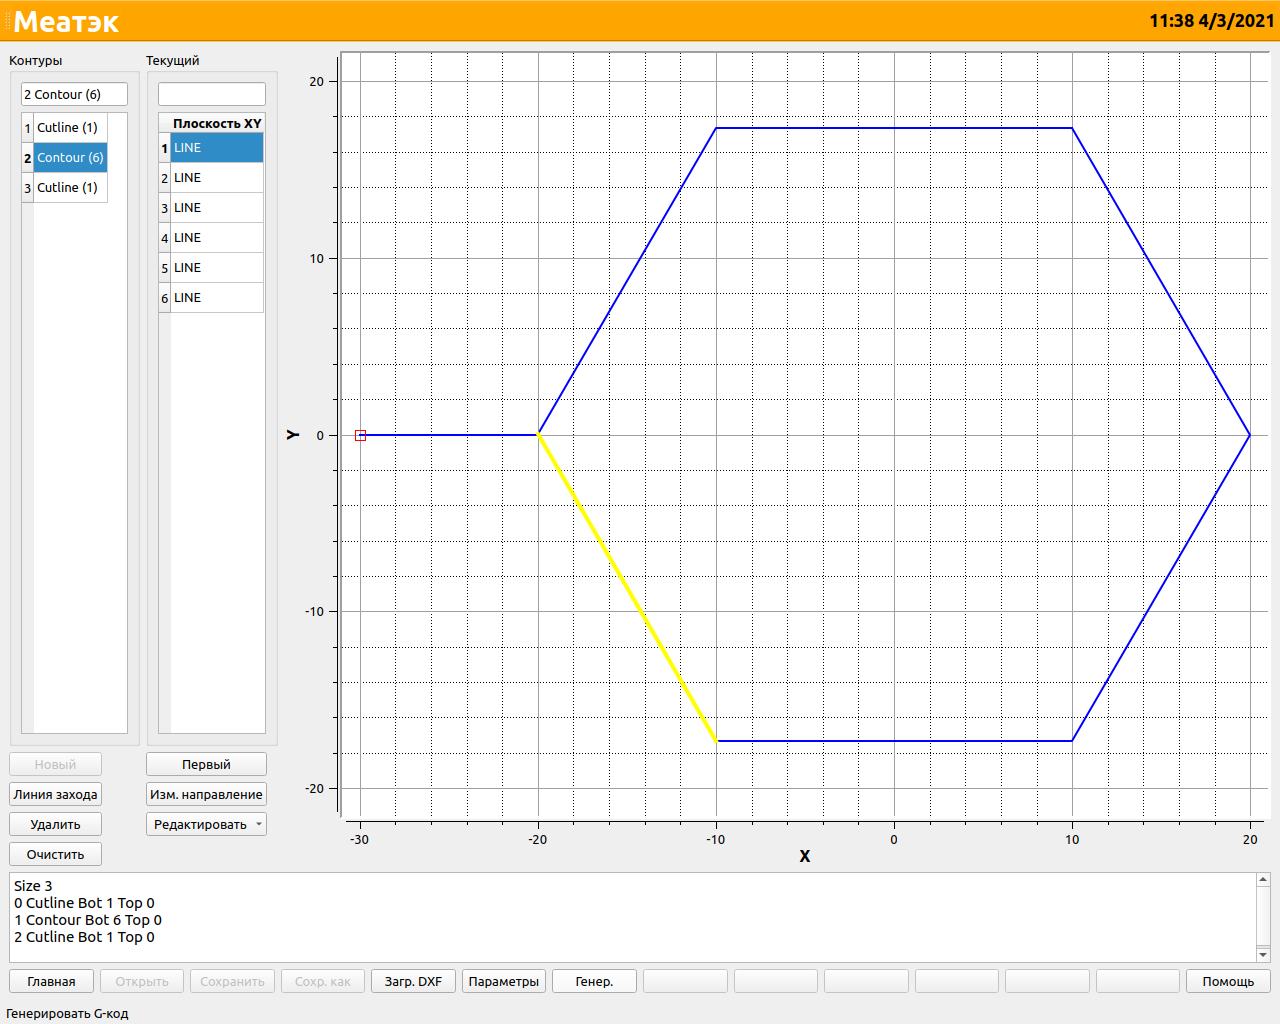 Меатэк
11:38 4/3/2021
Контуры
Текущий
2 Contour (6)
1 Cutline (1)
2 Contour (6)
3 Cutline (1)
Плоскость XY
1 LINE
2 LINE
3 LINE
4 LINE
5 LINE
6 LINE
Новый
Линия захода
Удалить
Очистить
Первый
Изм. направление
Редактировать
20
10
0
-10
-20
Y
-30
-20
-10
0
10
20
X
Size 3
0 Cutline Bot 1 Top 0
1 Contour Bot 6 Top 0
2 Cutline Bot 1 Top 0
Главная
Открыть
Сохранить
Сохр. как
Загр. DXF
Параметры
Генер.
Помощь
Генерировать G-код